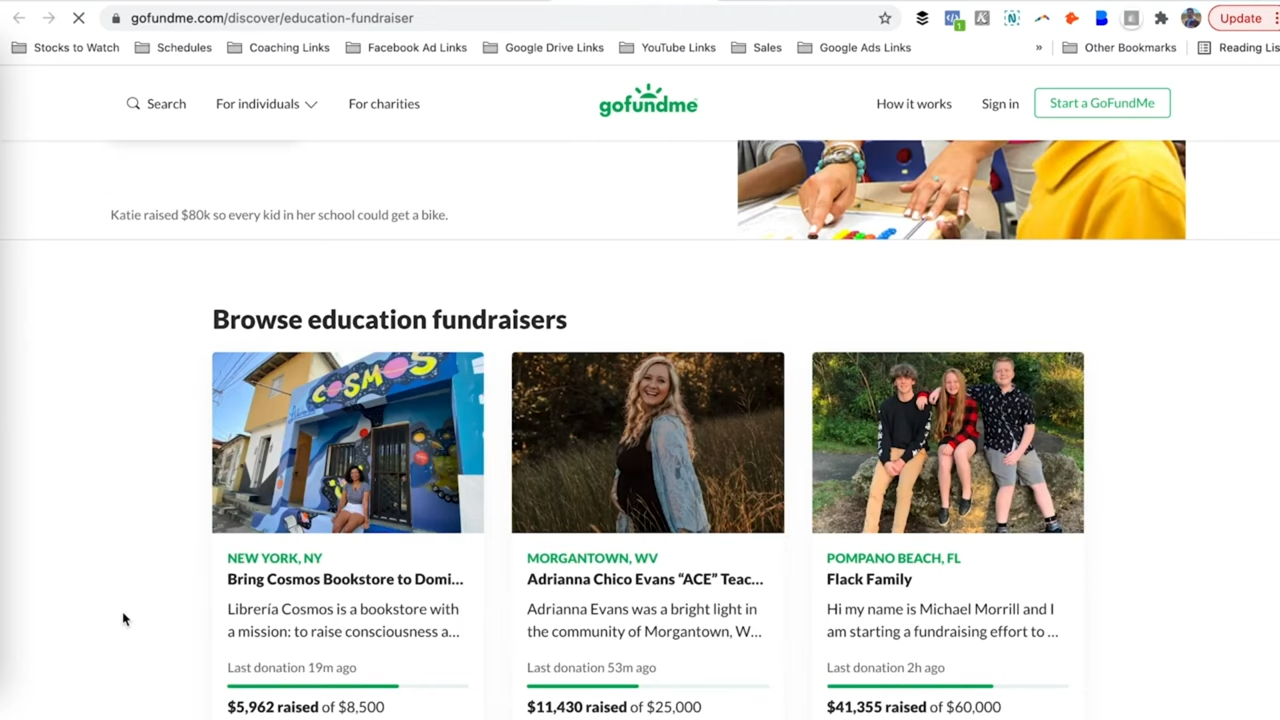 gofundme.com/discover/education-fundraiser
Update
Stocks to Watch
Schedules
Coaching Links
Facebook Ad Links
Google Drive Links
YouTube Links
Sales
Google Ads Links
»
Other Bookmarks
Reading Lis
Search
For individuals
For charities
gofundme
How it works
Sign in
Start a GoFundMe
Katie raised $80k so every kid in her school could get a bike.
Browse education fundraisers
COSMOS
NEW YORK, NY
Bring Cosmos Bookstore to Domi...
Librería Cosmos is a bookstore with
a mission: to raise consciousness a...
Last donation 19m ago
$5,962 raised of $8,500
MORGANTOWN, WV
Adrianna Chico Evans “ACE” Teac...
Adrianna Evans was a bright light in
the community of Morgantown, W...
Last donation 53m ago
$11,430 raised of $25,000
POMPANO BEACH, FL
Flack Family
Hi my name is Michael Morrill and I
am starting a fundraising effort to ...
Last donation 2h ago
$41,355 raised of $60,000